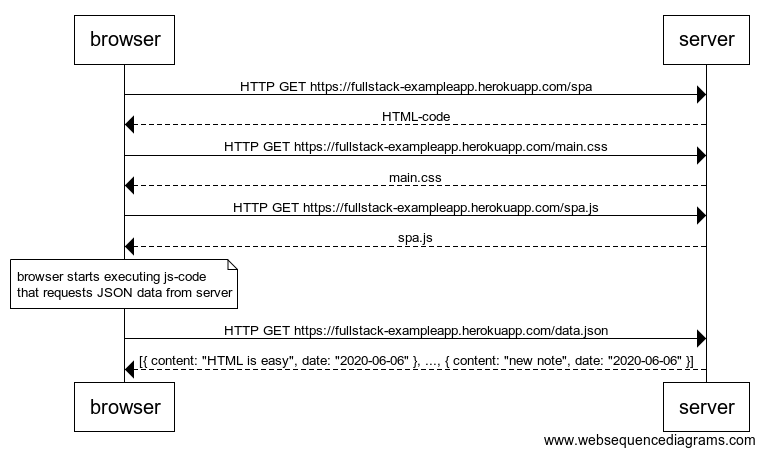 browser
server
HTTP GET https://fullstack-exampleapp.herokuapp.com/spa
HTML-code
HTTP GET https://fullstack-exampleapp.herokuapp.com/main.css
main.css
HTTP GET https://fullstack-exampleapp.herokuapp.com/spa.js
spa.js
browser starts executing js-code
that requests JSON data from server
HTTP GET https://fullstack-exampleapp.herokuapp.com/data.json
[{ content: "HTML is easy", date: "2020-06-06" }, ..., { content: "new note", date: "2020-06-06" }]
browser
server
www.websequencediagrams.com